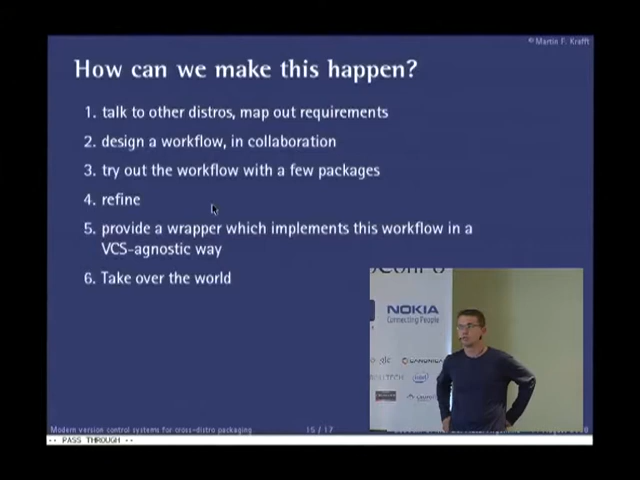 © Martin F. Krafft
How can we make this happen?
1. talk to other distros, map out requirements
2. design a workflow, in collaboration
3. try out the workflow with a few packages
4. refine
5. provide a wrapper which implements this workflow in a
VCS-agnostic way
6. Take over the world
NOKIA
Connecting People
intel
Modern version control systems for cross-distro packaging
15 / 17
-- PASS THROUGH --